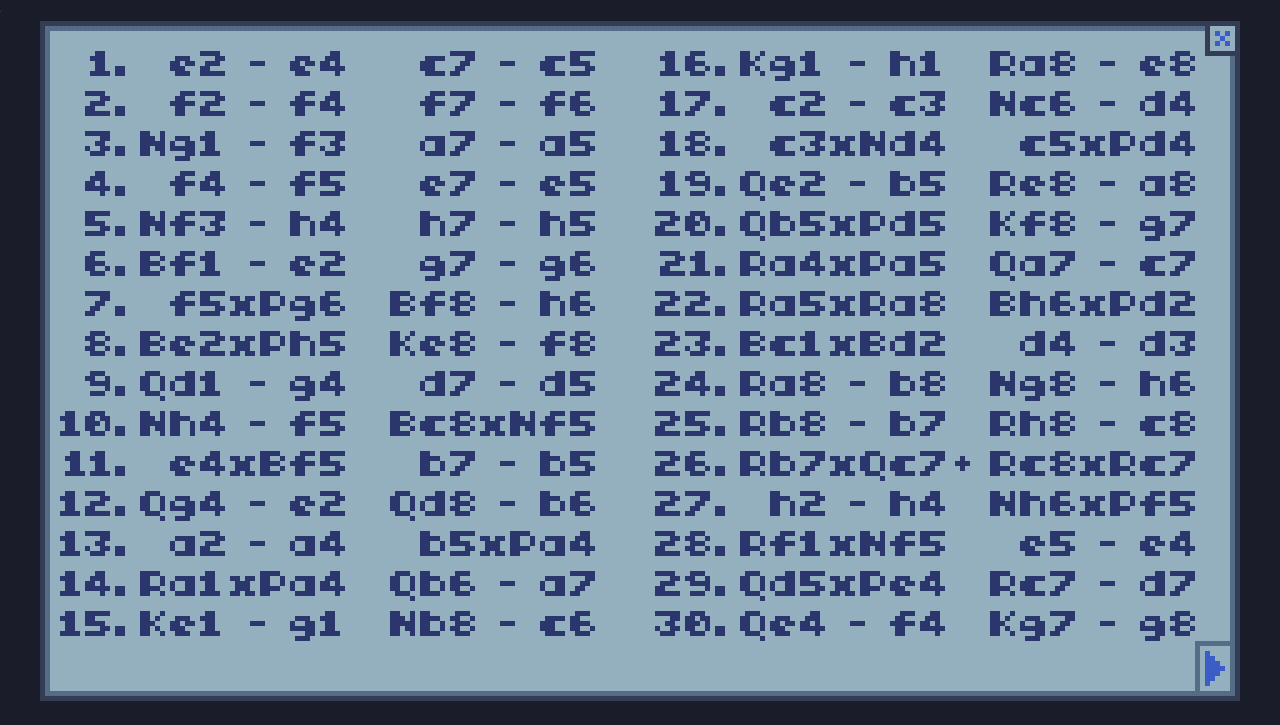 1. e2 - e4 c7 - c5
2. f2 - f4 f7 - f6
3. Ng1 - f3 a7 - a5
4. f4 - f5 e7 - e5
5. Nf3 - h4 h7 - h5
6. Bf1 - e2 g7 - g6
7. f5xPg6 Bf8 - h6
8. Be2xPh5 Ke8 - f8
9. Qd1 - g4 d7 - d5
10. Nh4 - f5 Bc8xNf5
11. e4xBf5 b7 - b5
12. Qg4 - e2 Qd8 - b6
13. a2 - a4 b5xPa4
14. Ra1xPa4 Qb6 - a7
15. Ke1 - g1 Nb8 - c6
16. Kg1 - h1 Ra8 - e8
17. c2 - c3 Nc6 - d4
18. c3xNd4 c5xPd4
19. Qe2 - b5 Re8 - a8
20. Qb5xPd5 Kf8 - g7
21. Ra4xPa5 Qa7 - c7
22. Ra5xRa8 Bh6xPd2
23. Bc1xBd2 d4 - d3
24. Ra8 - b8 Ng8 - h6
25. Rb8 - b7 Rh8 - c8
26. Rb7xQc7+ Rc8xRc7
27. h2 - h4 Nh6xPf5
28. Rf1xNf5 e5 - e4
29. Qd5xPe4 Rc7 - d7
30. Qe4 - f4 Kg7 - g8